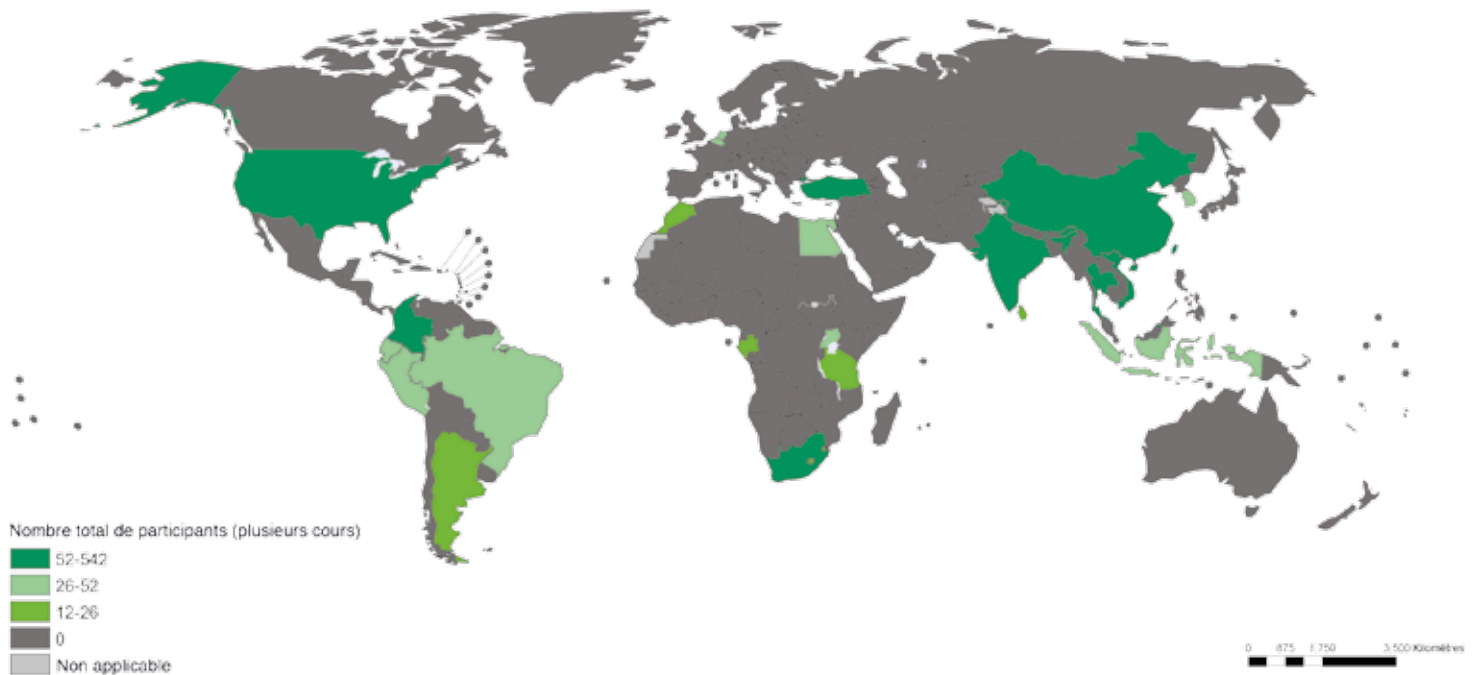 Nombre total de participants (plusieurs cours)
52-542
26-52
12-26
0
Non applicable
0 875 1 750 3 500 Kilomètres